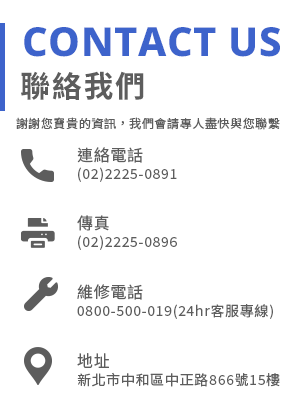 CONTACT US
聯絡我們
謝謝您寶貴的資訊，我們會請專人盡快與您聯繫
連絡電話
(02)2225-0891
傳真
(02)2225-0896
維修電話
0800-500-019(24hr客服專線)
地址
新北市中和區中正路866號15樓